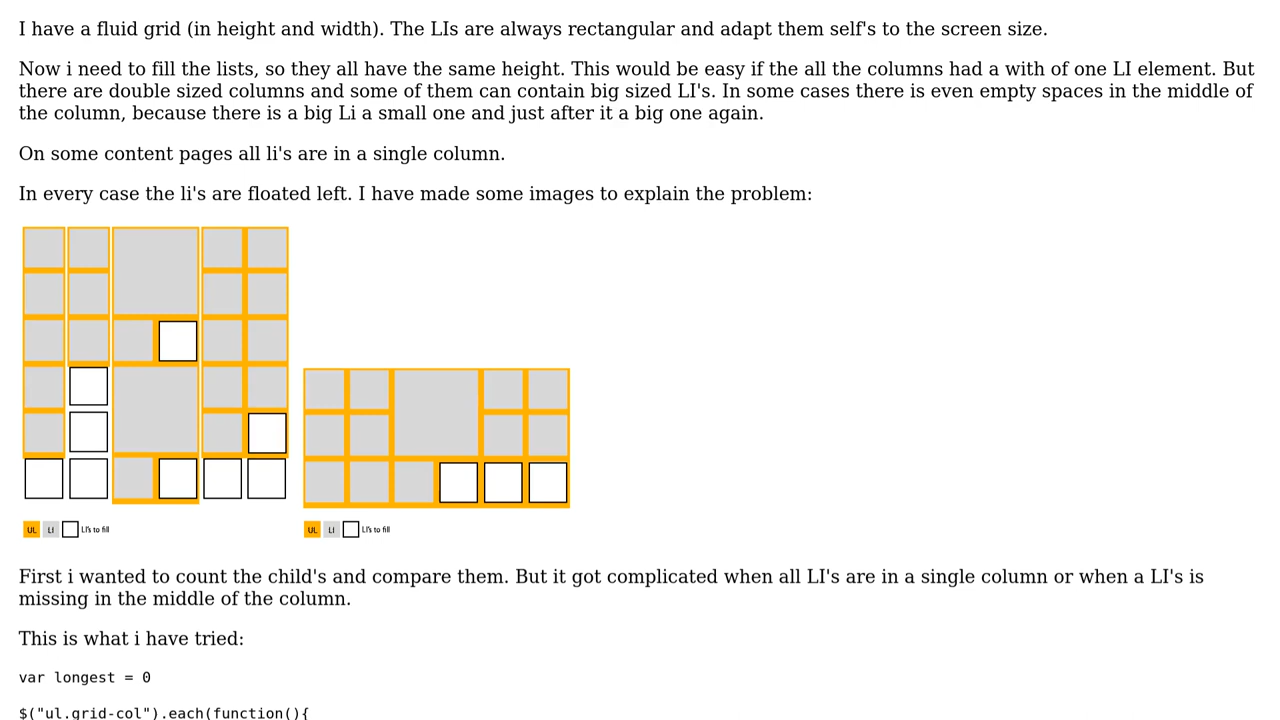 I have a fluid grid (in height and width). The LIs are always rectangular and adapt them self's to the screen size.
Now i need to fill the lists, so they all have the same height. This would be easy if the all the columns had a with of one LI element. But
there are double sized columns and some of them can contain big sized LI's. In some cases there is even empty spaces in the middle of
the column, because there is a big Li a small one and just after it a big one again.
On some content pages all li's are in a single column.
In every case the li's are floated left. I have made some images to explain the problem:
UL LI LI's to fill
UL LI LI's to fill
First i wanted to count the child's and compare them. But it got complicated when all LI's are in a single column or when a LI's is
missing in the middle of the column.
This is what i have tried:
var longest = 0
$("ul.grid-col").each(function(){